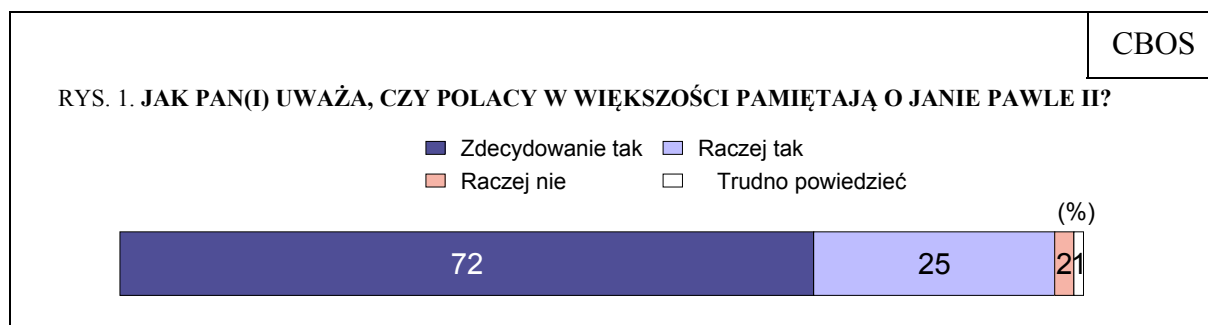 CBOS
RYS. 1. JAK PAN(I) UWAŻA, CZY POLACY W WIĘKSZOŚCI PAMIĘTAJĄ O JANIE PAWLE II?
Zdecydowanie tak Raczej tak
Raczej nie Trudno powiedzieć
(%)
72 25 2 1